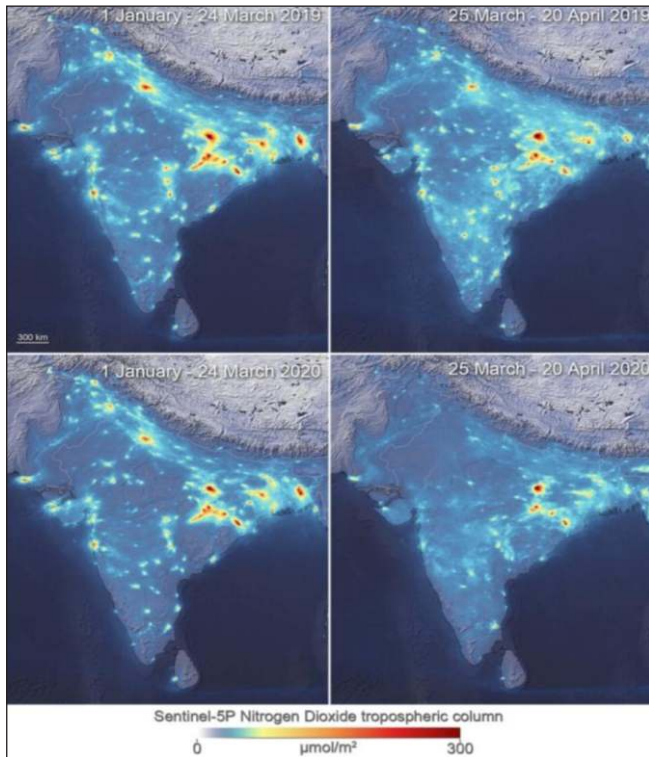 1 January - 24 March 2019
25 March - 20 April 2019
300 km
1 January - 24 March 2020
25 March - 20 April 2020
Sentinel-5P Nitrogen Dioxide tropospheric column
0
µmol/m²
300